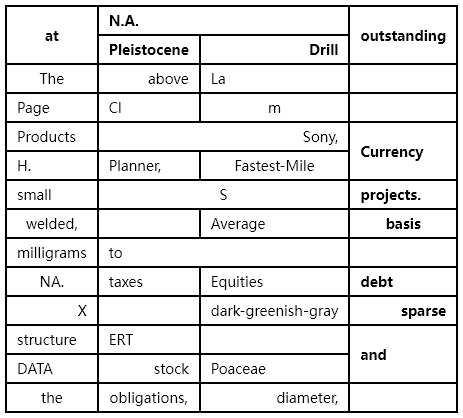 at N.A. outstanding
Pleistocene Drill
The above La
Page CI m
Products Sony, Currency
H. Planner, Fastest-Mile
small S projects.
welded, Average basis
milligrams to
NA. taxes Equities debt
X dark-greenish-gray sparse
structure ERT and
DATA stock Poaceae
the obligations, diameter,